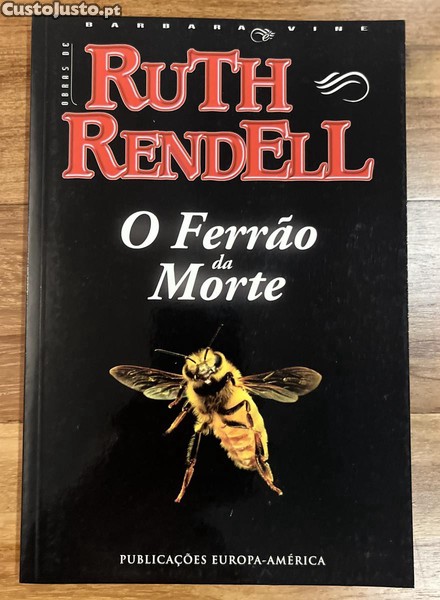 CustoJusto.pt
BARBARA VINE
OBRAS DE
RUTH
RENDELL
O Ferrão
da
Morte
PUBLICAÇÕES EUROPA-AMÉRICA